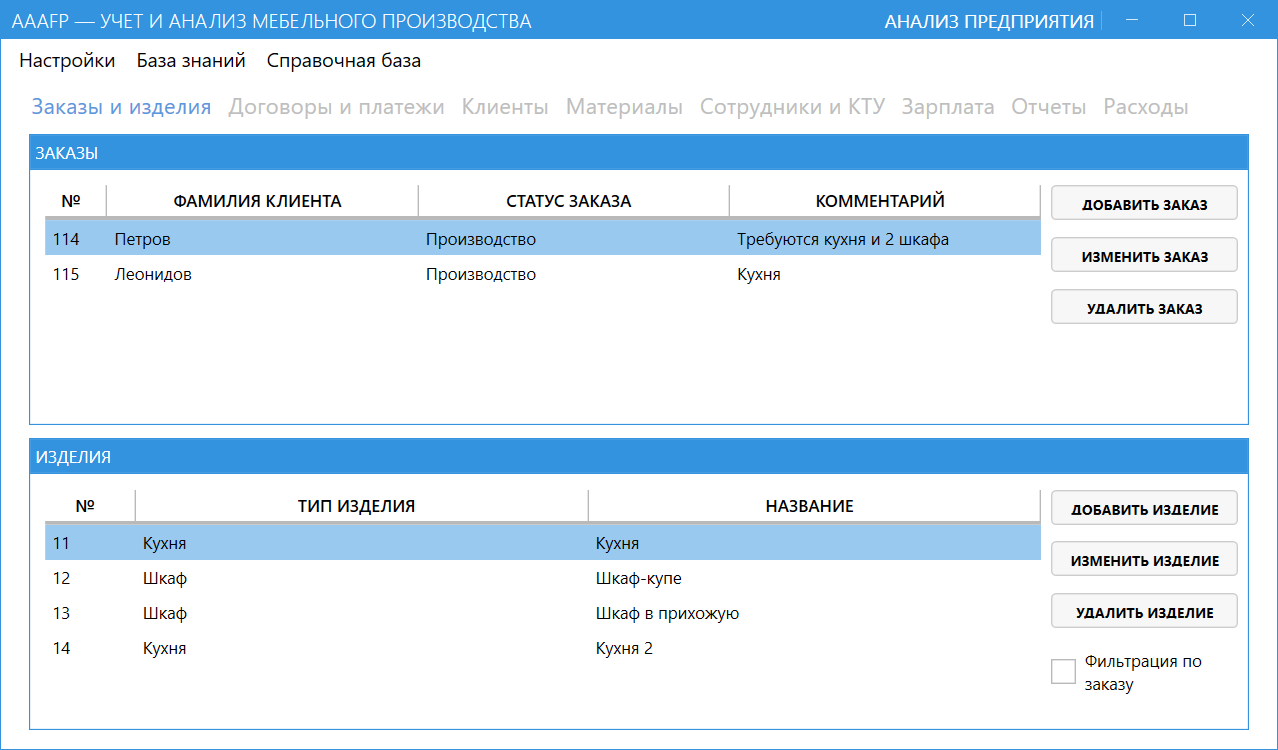 AAAFP — УЧЕТ И АНАЛИЗ МЕБЕЛЬНОГО ПРОИЗВОДСТВА АНАЛИЗ ПРЕДПРИЯТИЯ
Настройки База знаний Справочная база
Заказы и изделия Договоры и платежи Клиенты Материалы Сотрудники и КТУ Зарплата Отчеты Расходы
ЗАКАЗЫ
№ ФАМИЛИЯ КЛИЕНТА СТАТУС ЗАКАЗА КОММЕНТАРИЙ
114 Петров Производство Требуются кухня и 2 шкафа
115 Леонидов Производство Кухня
ДОБАВИТЬ ЗАКАЗ
ИЗМЕНИТЬ ЗАКАЗ
УДАЛИТЬ ЗАКАЗ
ИЗДЕЛИЯ
№ ТИП ИЗДЕЛИЯ НАЗВАНИЕ
11 Кухня Кухня
12 Шкаф Шкаф-купе
13 Шкаф Шкаф в прихожую
14 Кухня Кухня 2
ДОБАВИТЬ ИЗДЕЛИЕ
ИЗМЕНИТЬ ИЗДЕЛИЕ
УДАЛИТЬ ИЗДЕЛИЕ
Фильтрация по
заказу